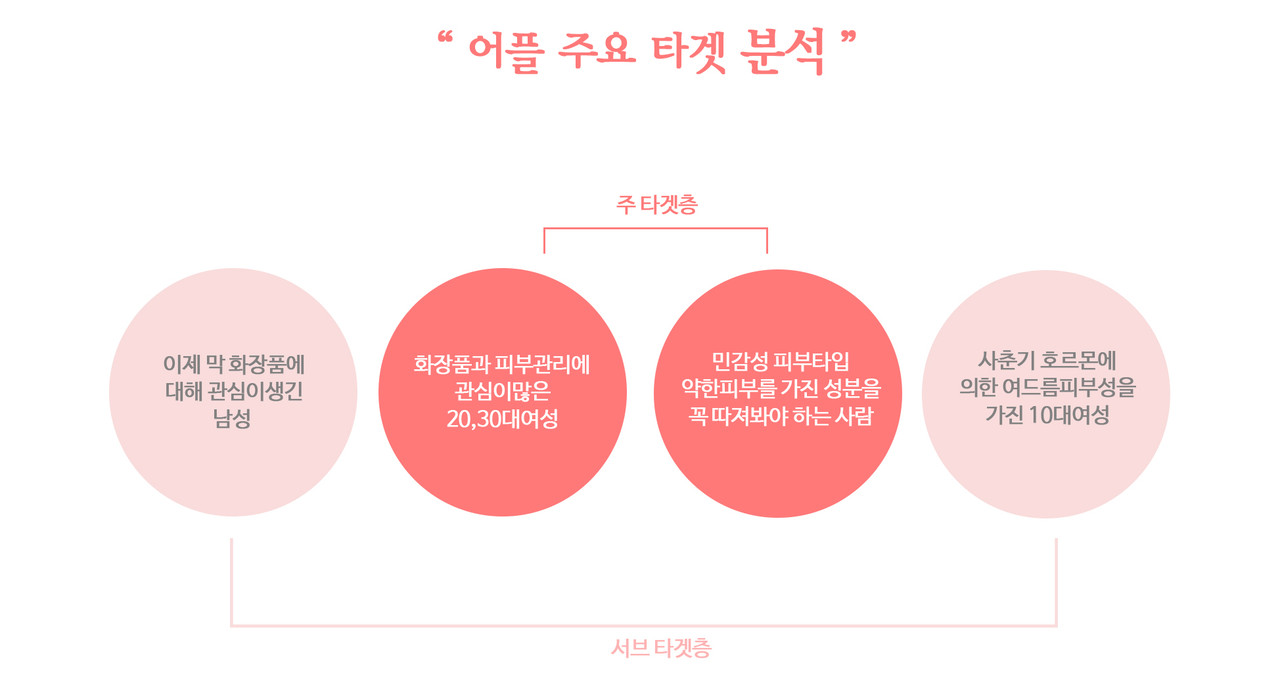 “ 어플 주요 타겟 분석 ”
주 타겟층
이제 막 화장품에
대해 관심이생긴
남성
화장품과 피부관리에
관심이많은
20,30대여성
민감성 피부타입
약한피부를 가진 성분을
꼭 따져봐야 하는 사람
사춘기 호르몬에
의한 여드름피부성을
가진 10대여성
서브 타겟층